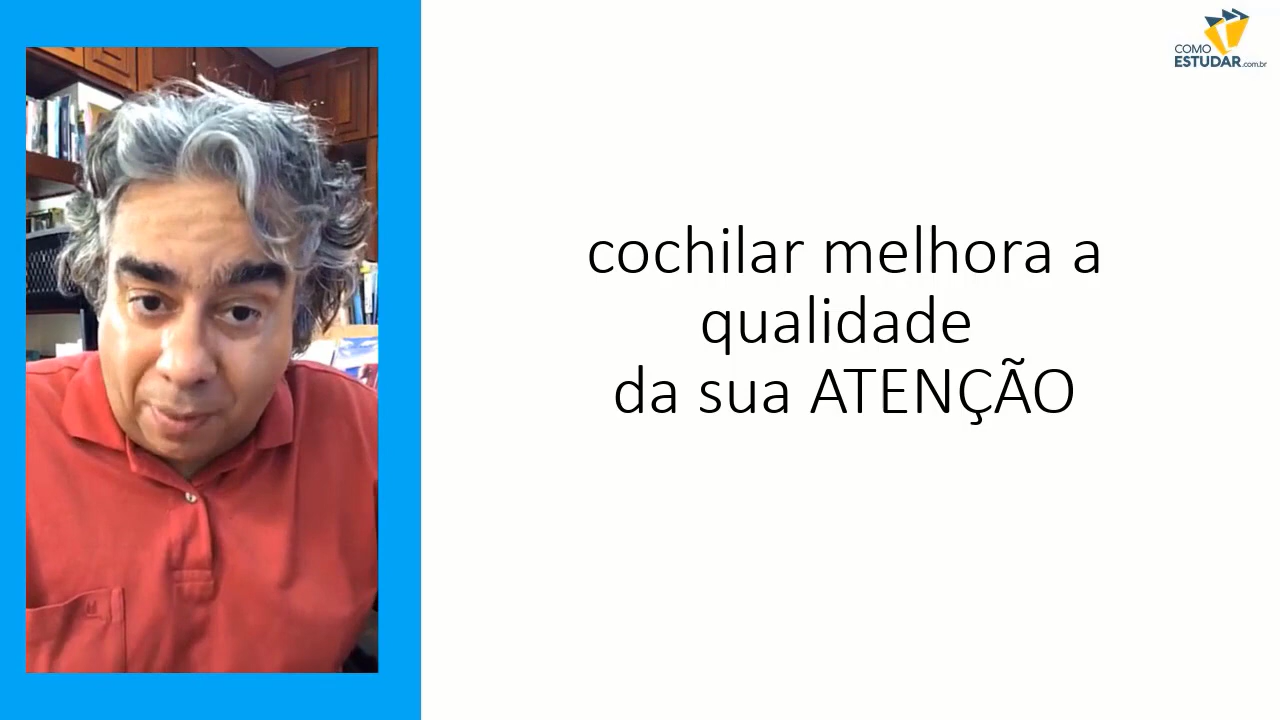 COMO
ESTUDAR.com.br
cochilar melhora a
qualidade
da sua ATENÇÃO